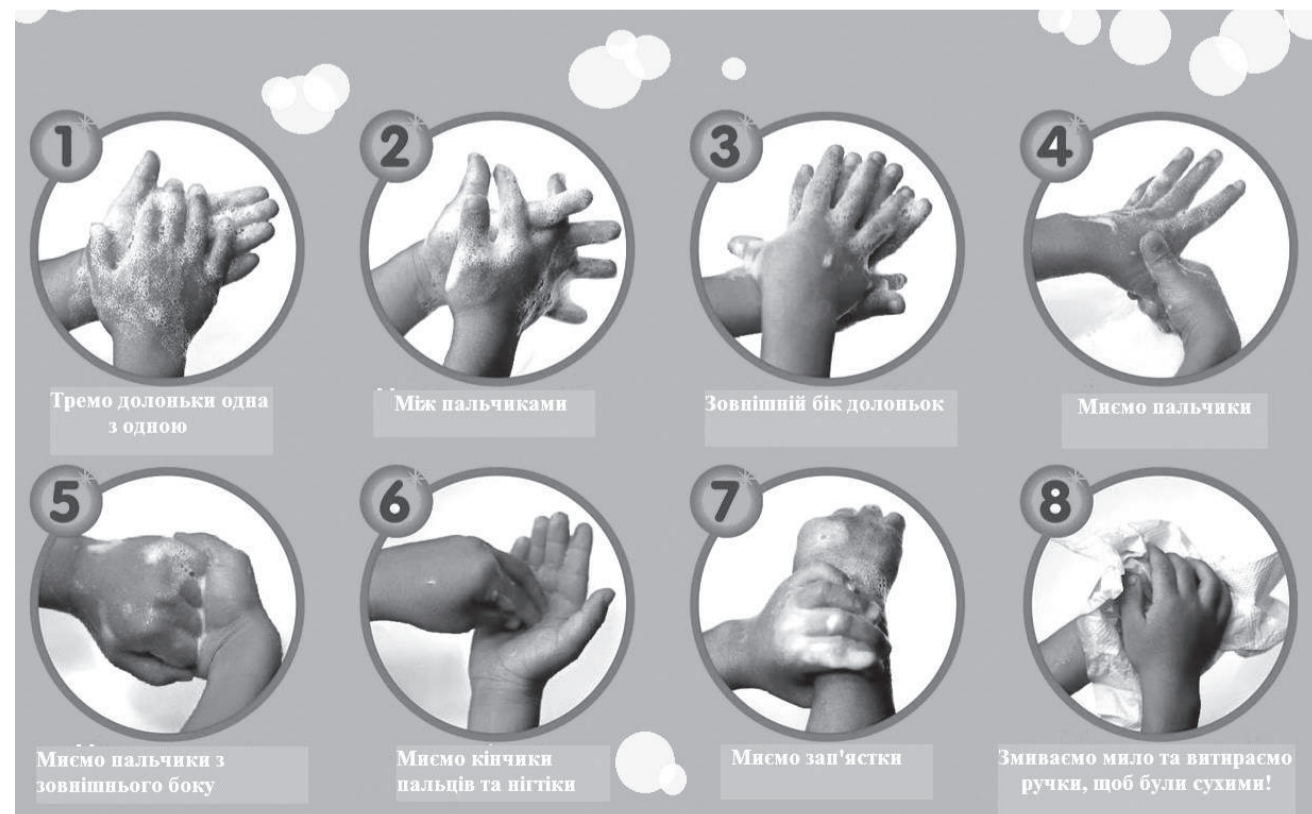 1
Тремо долоньки одна
з одною
2
Між пальчиками
3
Зовнішній бік долоньок
4
Миємо пальчики
5
Миємо пальчики з
зовнішнього боку
6
Миємо кінчики
пальців та нігтіки
7
Миємо зап'ястки
8
Змиваємо мило та витираємо
ручки, щоб були сухими!